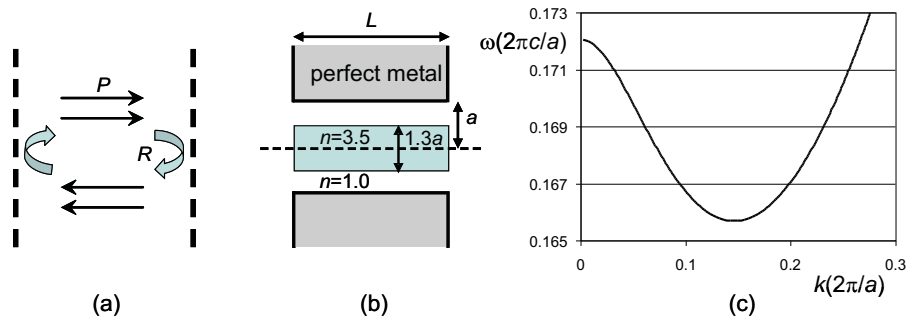 P
R
(a)
L
perfect metal
a
n=3.5
1.3a
n=1.0
(b)
ω(2πc/a)
0.173
0.171
0.169
0.167
0.165
0
0.1
0.2
0.3
k(2π/a)
(c)